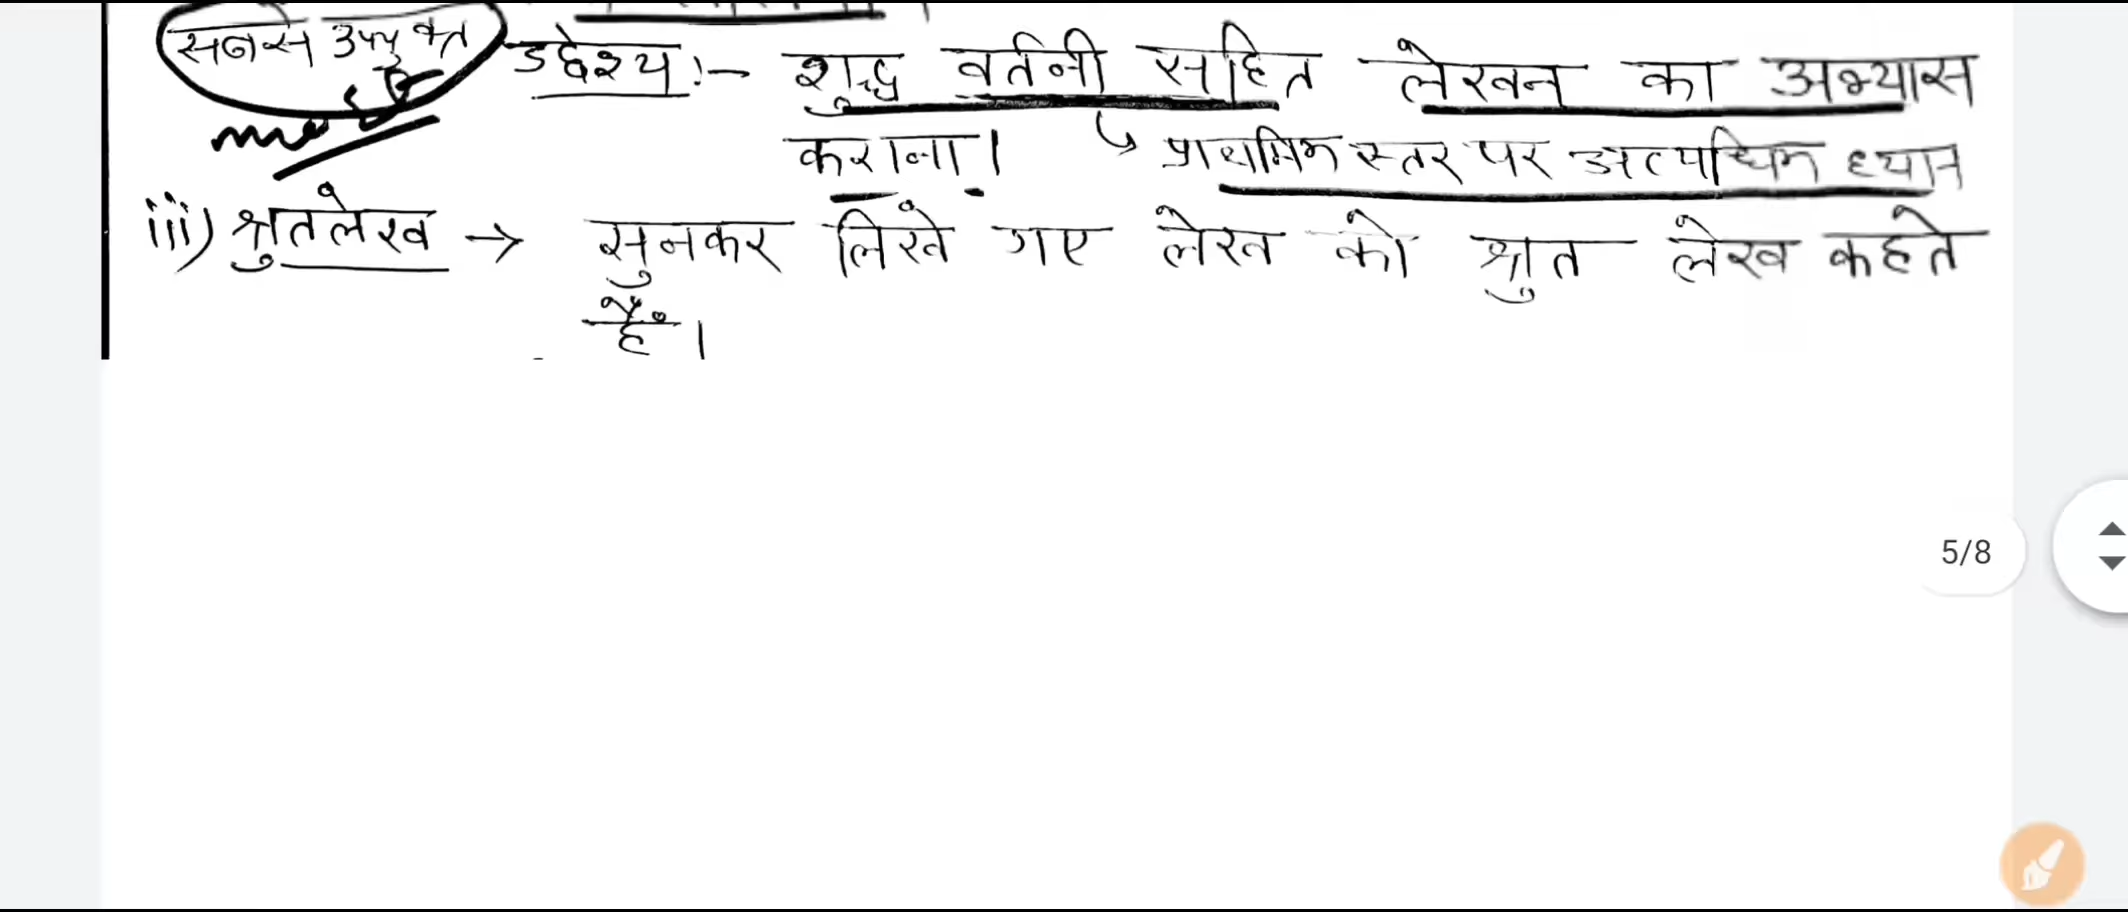 सबसे उपयुक्त उद्देश्य :- शुद्ध वर्तनी सहित लेखन का अभ्यास
कराना। ↳ प्राथमिक स्तर पर अत्यधिक ध्यान
iii) श्रुतलेख → सुनकर लिखे गए लेख को श्रुत लेख कहते
हैं।
5/8